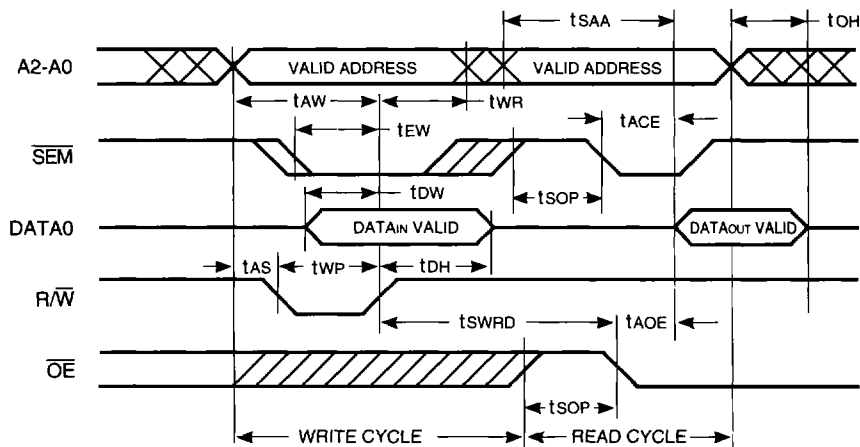 tSAA tOH
A2-A0 VALID ADDRESS VALID ADDRESS
tAW tWR
tEW tACE
SEM
tDW tSOP
DATA0 DATAIN VALID DATAOUT VALID
tAS tWP tDH
R/W
tSWRD tAOE
OE
tSOP
WRITE CYCLE READ CYCLE